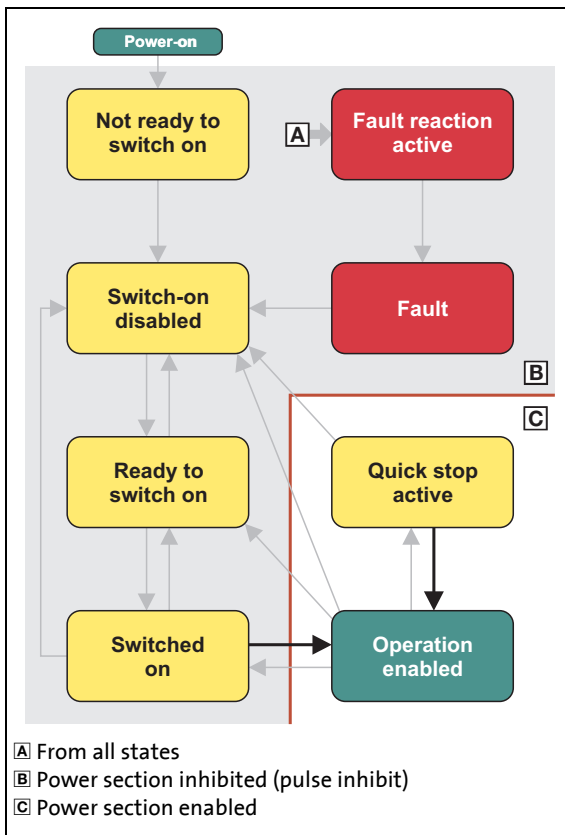 Power-on
Not ready to
switch on
Fault reaction
active
A
Switch-on
disabled
Fault
B
C
Ready to
switch on
Quick stop
active
Switched
on
Operation
enabled
A From all states
B Power section inhibited (pulse inhibit)
C Power section enabled